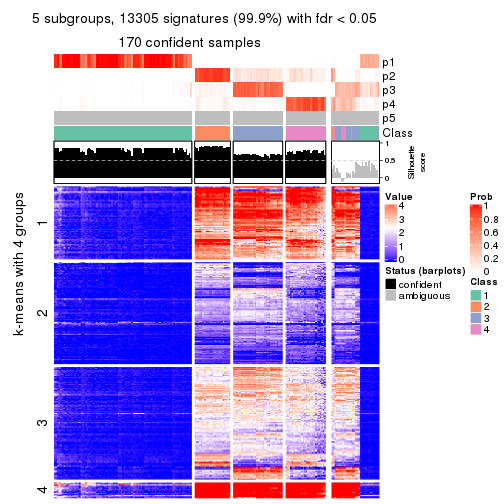 5 subgroups, 13305 signatures (99.9%) with fdr < 0.05
170 confident samples
p1
p2
p3
p4
p5
Class
1
0.5
0
Silhouette
score
k-means with 4 groups
1
2
3
4
Value
4
3
2
1
0
Status (barplots)
confident
ambiguous
Prob
1
0.8
0.6
0.4
0.2
0
Class
1
2
3
4